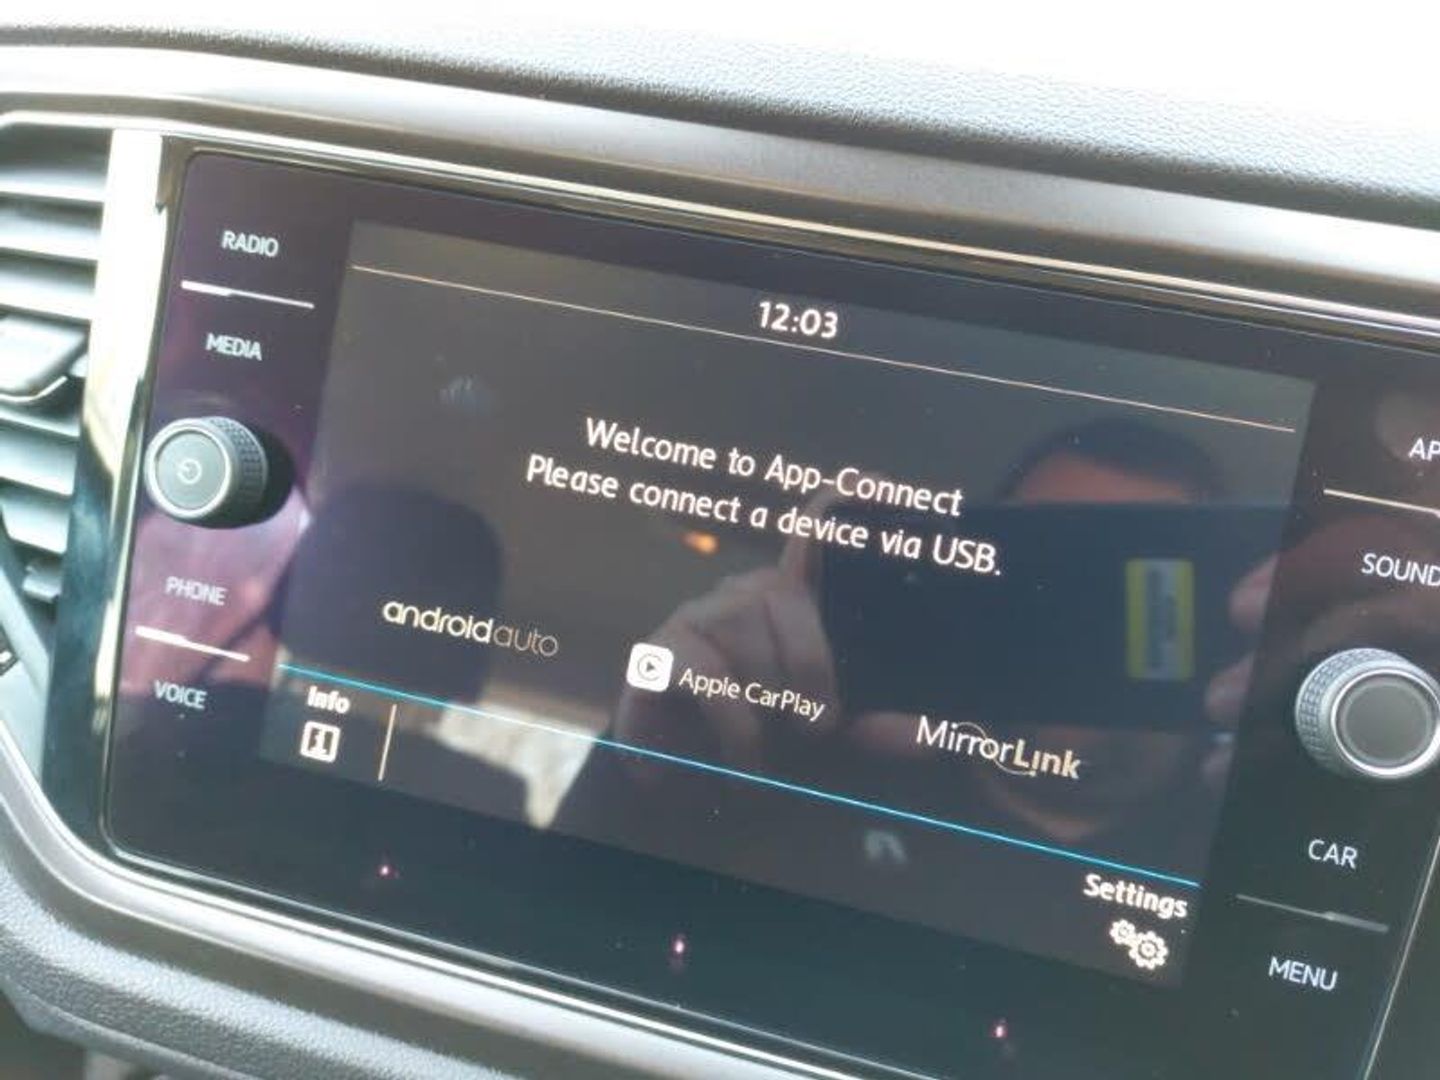 RADIO
MEDIA
PHONE
VOICE
12:03
Welcome to App-Connect
Please connect a device via USB.
androidauto
Apple CarPlay
MirrorLink
Info
Settings
AP
SOUND
CAR
MENU